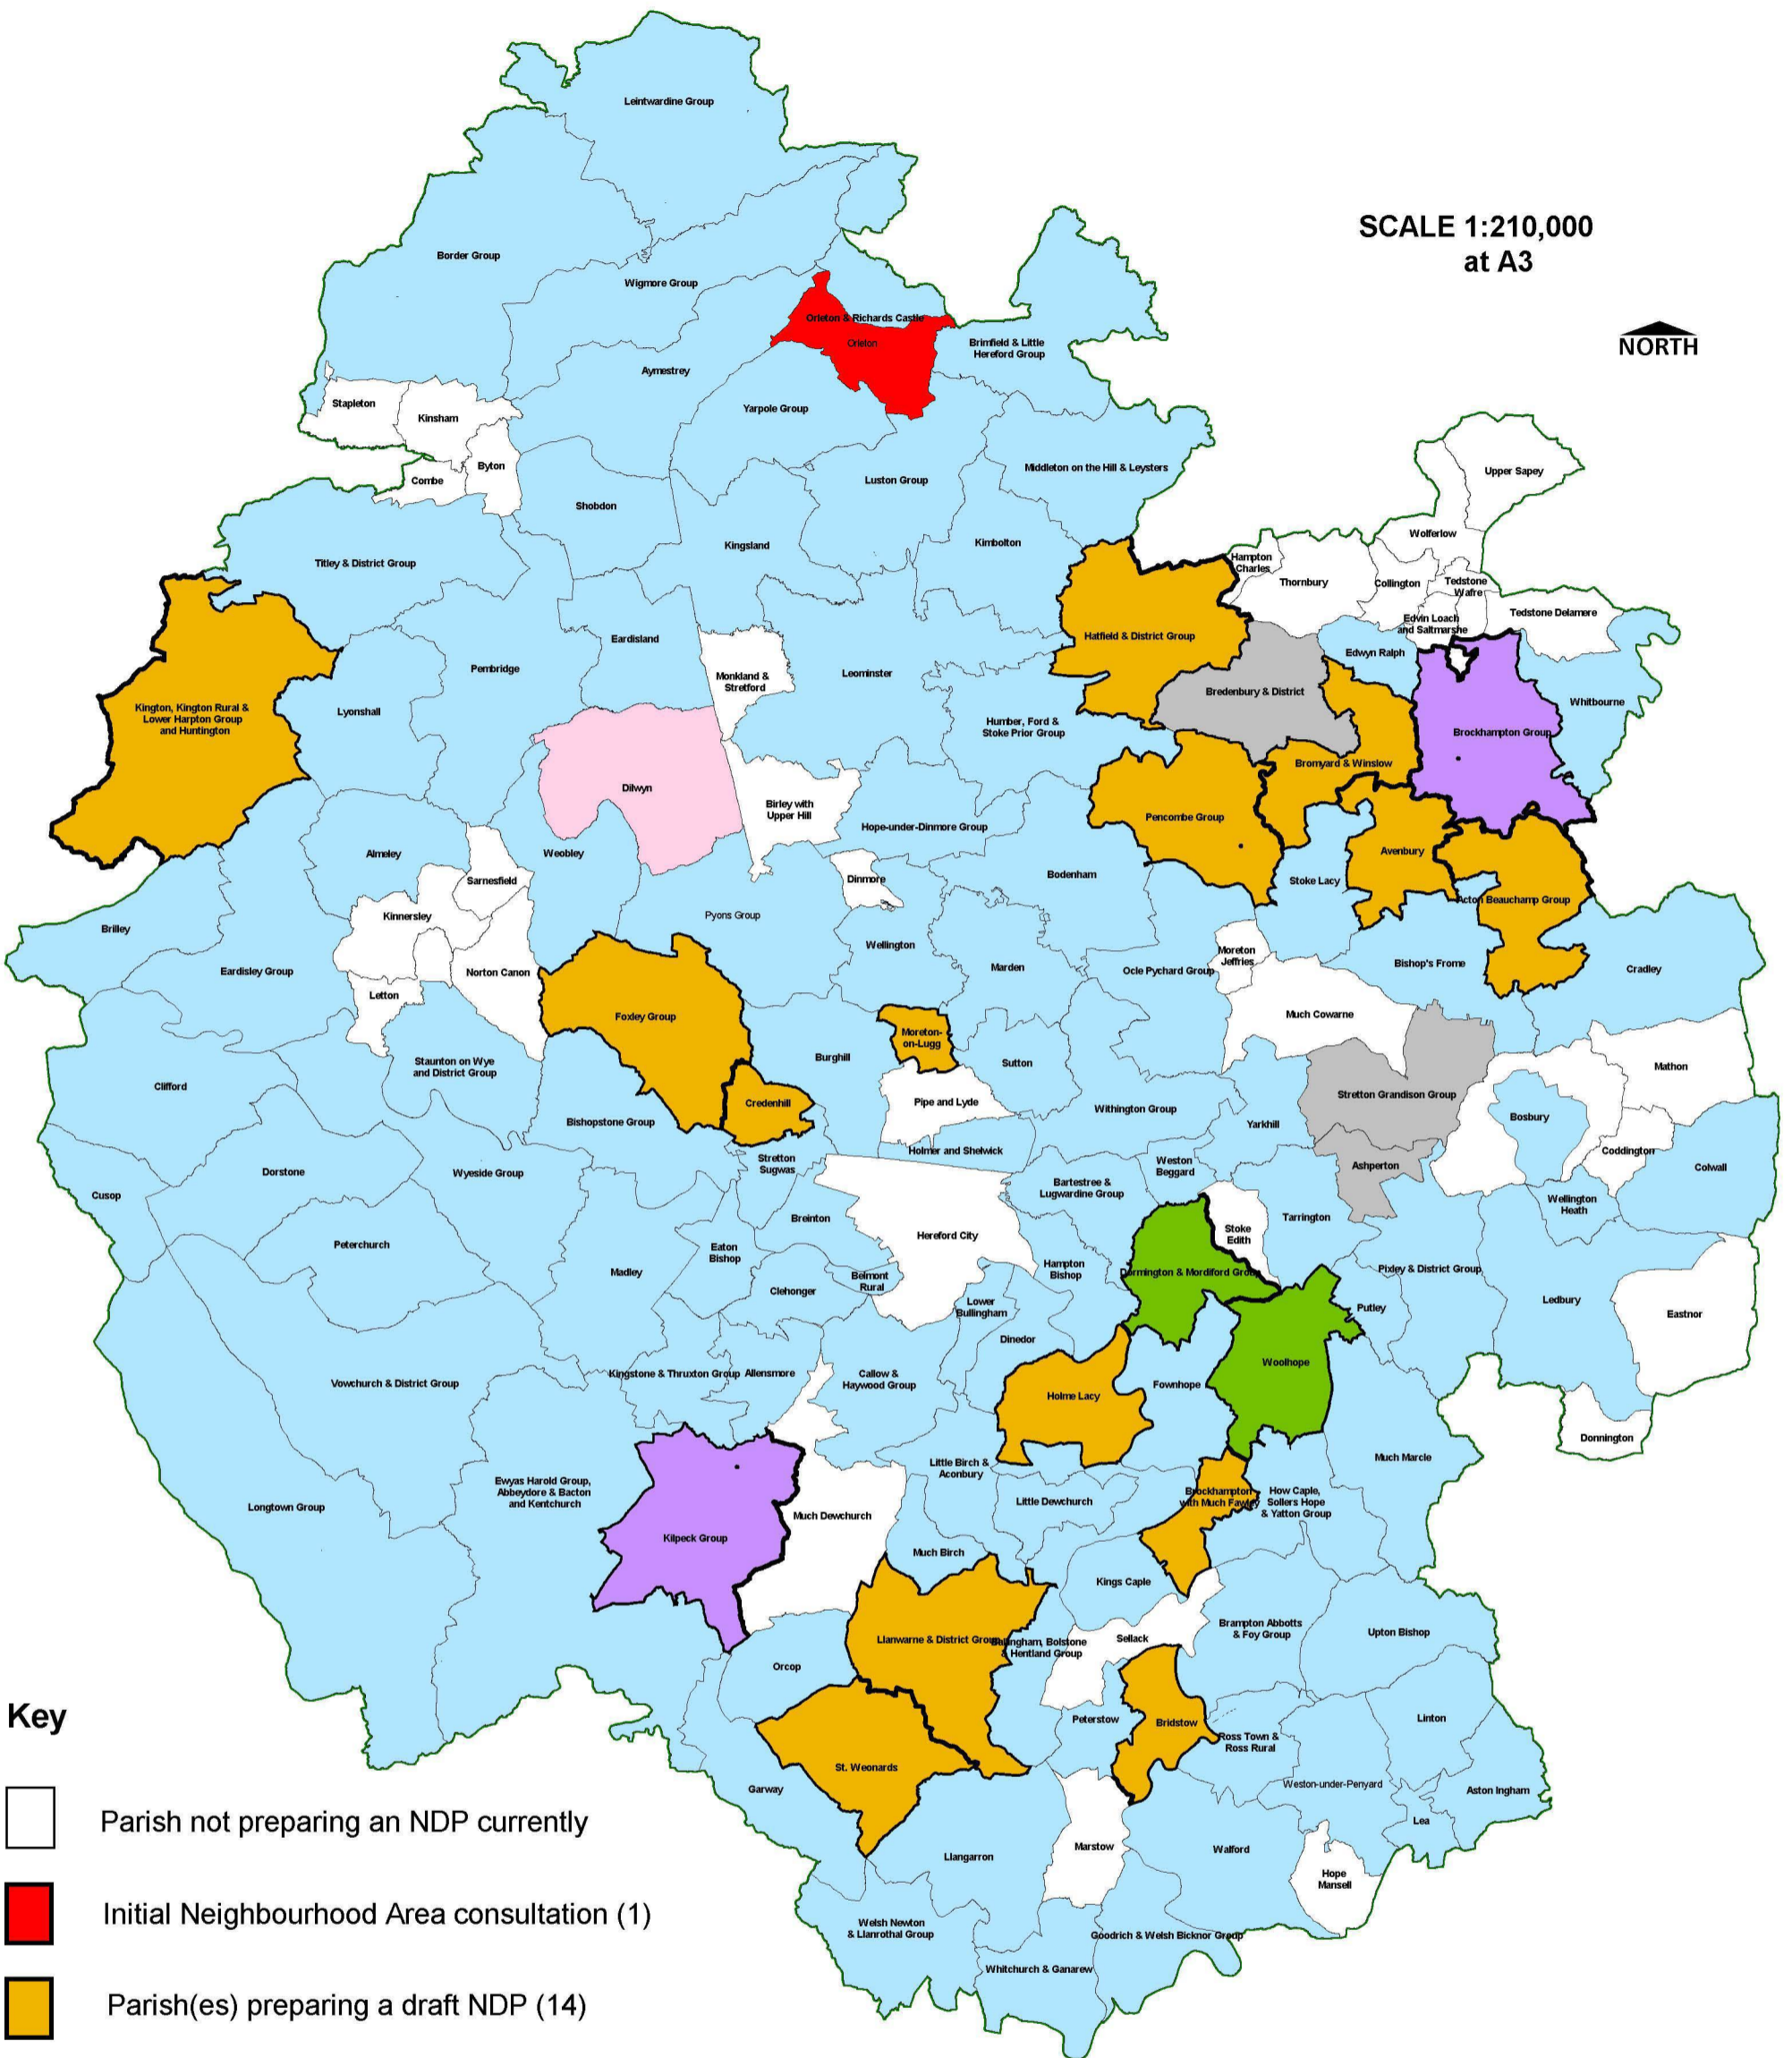 Leintwardine Group
SCALE 1:210,000
at A3
NORTH
Border Group
Wigmore Group
Orleton & Richards Castle
Orleton
Brimfield & Little
Hereford Group
Aymestrey
Yarpole Group
Stapleton
Kinsham
Byton
Combe
Middleton on the Hill & Leysters
Upper Sapey
Luston Group
Shobdon
Kingsland
Kimbolton
Wolferlow
Titley & District Group
Hampton
Charles
Thornbury
Collington
Tedstone
Wafre
Tedstone Delamere
Edvin Loach
and Saltmarshe
Eardisland
Hatfield & District Group
Edwyn Ralph
Pembridge
Monkland &
Stretford
Leominster
Bredenbury & District
Whitbourne
Kington, Kington Rural &
Lower Harpton Group
and Huntington
Lyonshall
Humber, Ford &
Stoke Prior Group
Brockhampton Group
Bromyard & Winslow
Dilwyn
Birley with
Upper Hill
Pencombe Group
Hope-under-Dinmore Group
Almeley
Weobley
Avenbury
Sarnesfield
Dinmore
Bodenham
Stoke Lacy
Acton Beauchamp Group
Kinnersley
Pyons Group
Brilley
Wellington
Moreton
Jeffries
Bishop's Frome
Eardisley Group
Norton Canon
Marden
Ocle Pychard Group
Cradley
Letton
Foxley Group
Much Cowarne
Moreton-
on-Lugg
Burghill
Sutton
Staunton on Wye
and District Group
Mathon
Clifford
Stretton Grandison Group
Credenhill
Pipe and Lyde
Withington Group
Bosbury
Bishopstone Group
Yarkhill
Holmer and Shelwick
Coddington
Stretton
Sugwas
Weston
Beggard
Ashperton
Colwall
Dorstone
Wyeside Group
Bartestree &
Lugwardine Group
Cusop
Wellington
Heath
Breinton
Tarrington
Stoke
Edith
Hereford City
Peterchurch
Eaton
Bishop
Hampton
Bishop
Dormington & Mordiford Group
Pixley & District Group
Madley
Belmont
Rural
Clehonger
Lower
Bullingham
Putley
Ledbury
Eastnor
Dinedor
Woolhope
Kingstone & Thruxton Group
Allensmore
Callow &
Haywood Group
Vowchurch & District Group
Fownhope
Holme Lacy
Donnington
Much Marcle
Little Birch &
Aconbury
Ewyas Harold Group,
Abbeydore & Bacton
and Kentchurch
Little Dewchurch
Brockhampton
with Much Fawley
How Caple,
Sollers Hope
& Yatton Group
Longtown Group
Much Dewchurch
Kilpeck Group
Much Birch
Kings Caple
Brampton Abbotts
& Foy Group
Upton Bishop
Llanwarne & District Group
Ballingham, Bolstone
& Hentland Group
Sellack
Orcop
Key
Peterstow
Bridstow
Linton
Ross Town &
Ross Rural
St. Weonards
Garway
Weston-under-Penyard
Aston Ingham
Parish not preparing an NDP currently
Lea
Marstow
Walford
Llangarron
Hope
Mansell
Initial Neighbourhood Area consultation (1)
Welsh Newton
& Llanrothal Group
Goodrich & Welsh Bicknor Group
Whitchurch & Ganarew
Parish(es) preparing a draft NDP (14)